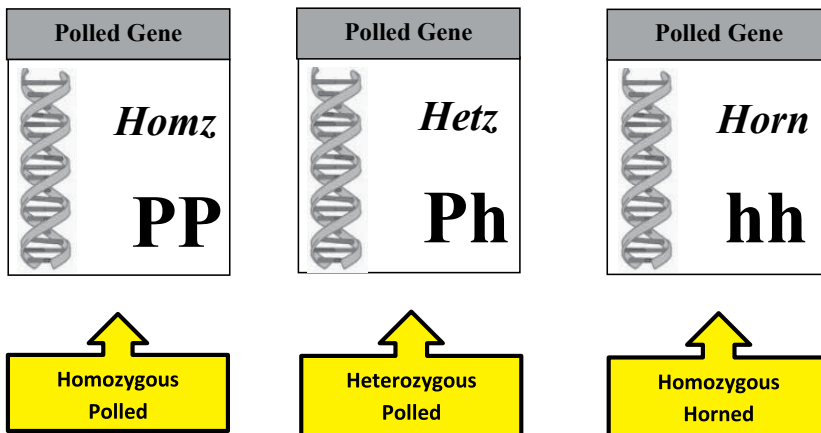 Polled Gene
Homz
PP
Homozygous
Polled
Polled Gene
Hetz
Ph
Heterozygous
Polled
Polled Gene
Horn
hh
Homozygous
Horned